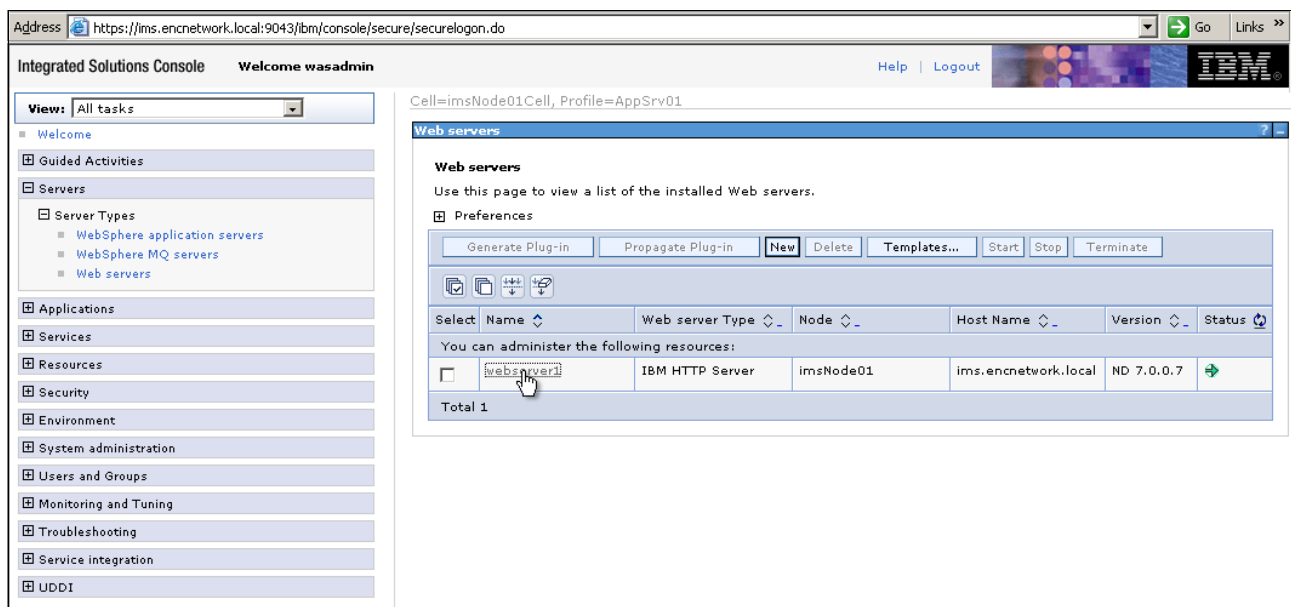 Address https://ims.encnetwork.local:9043/ibm/console/secure/securelogon.do Go Links »
Integrated Solutions Console Welcome wasadmin Help | Logout IBM®
View: All tasks
Welcome
Guided Activities
Servers
Server Types
WebSphere application servers
WebSphere MQ servers
Web servers
Applications
Services
Resources
Security
Environment
System administration
Users and Groups
Monitoring and Tuning
Troubleshooting
Service integration
UDDI
Cell=imsNode01Cell, Profile=AppSrv01
Web servers ? _
Web servers
Use this page to view a list of the installed Web servers.
Preferences
Generate Plug-in Propagate Plug-in New Delete Templates... Start Stop Terminate
Select Name Web server Type Node Host Name Version Status
You can administer the following resources:
webserver1 IBM HTTP Server imsNode01 ims.encnetwork.local ND 7.0.0.7
Total 1